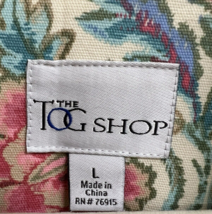 THE
TOG SHOP
L
Made in
China
RN# 76915